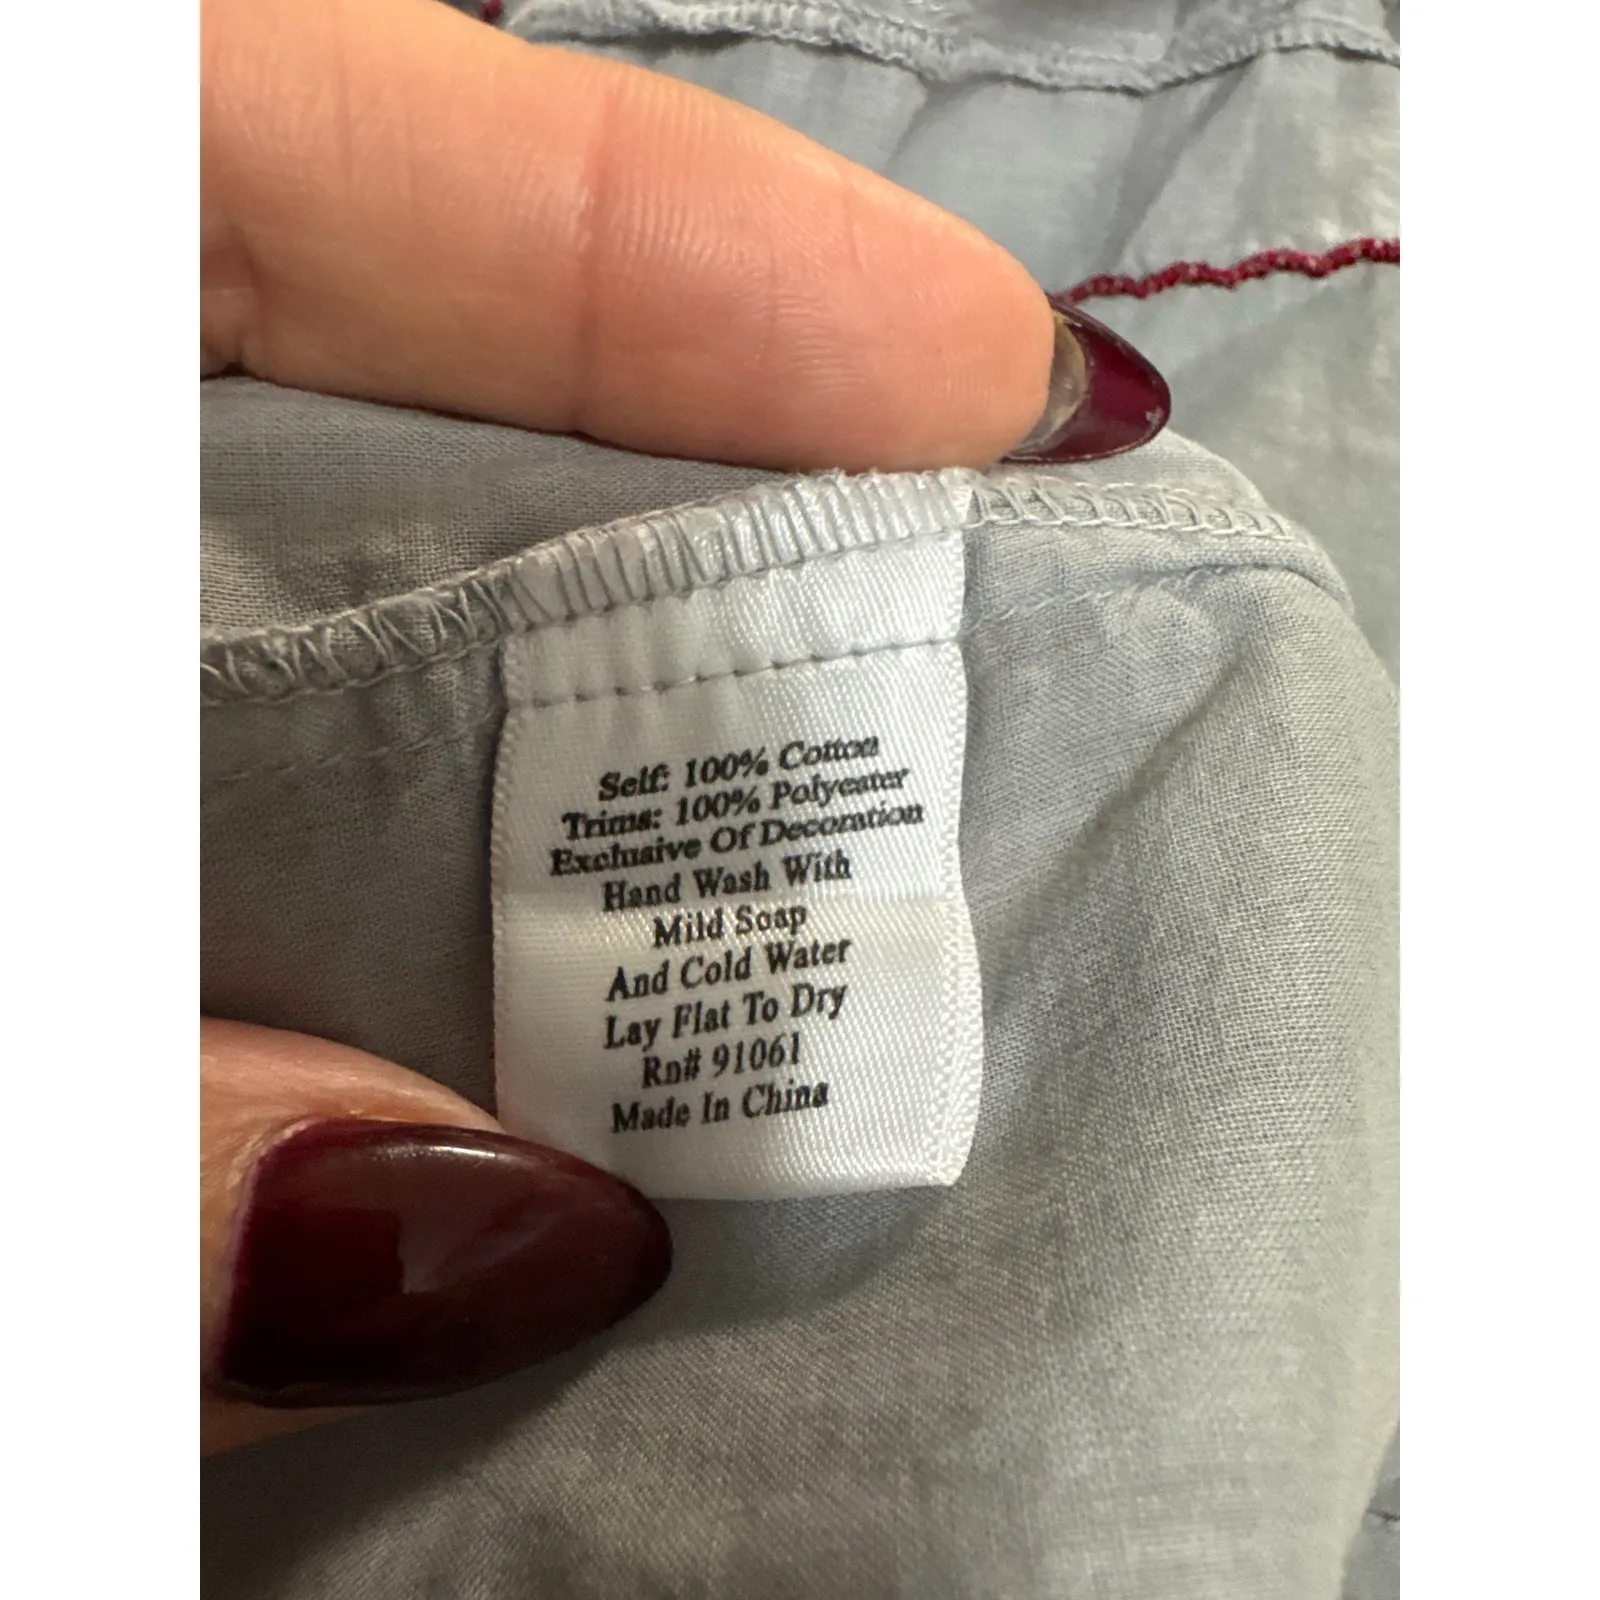 Self: 100% Cotton
Trims: 100% Polyester
Exclusive Of Decoration
Hand Wash With
Mild Soap
And Cold Water
Lay Flat To Dry
Rn# 91061
Made In China